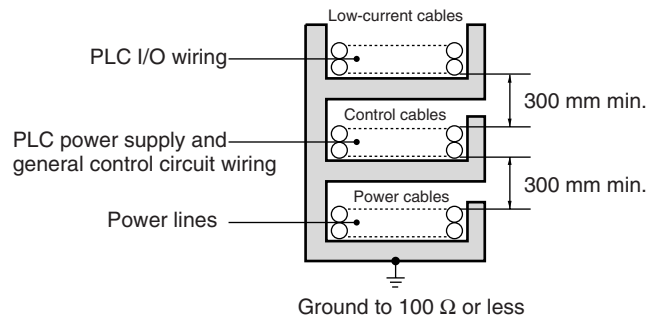 Low-current cables
PLC I/O wiring
300 mm min.
Control cables
PLC power supply and
general control circuit wiring
300 mm min.
Power cables
Power lines
Ground to 100 Ω or less